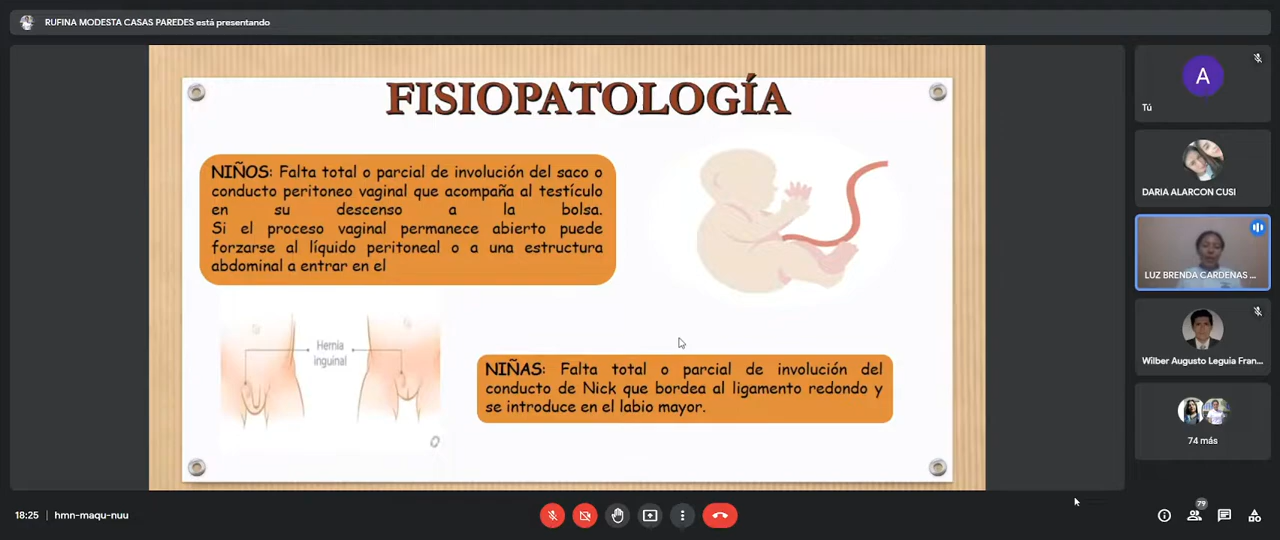 RUFINA MODESTA CASAS PAREDES está presentando
FISIOPATOLOGÍA
NIÑOS: Falta total o parcial de involución del saco o
conducto peritoneo vaginal que acompaña al testículo
en su descenso a la bolsa.
Si el proceso vaginal permanece abierto puede
forzarse al líquido peritoneal o a una estructura
abdominal a entrar en el
Hernia
inguinal
NIÑAS: Falta total o parcial de involución del
conducto de Nick que bordea al ligamento redondo y
se introduce en el labio mayor.
A
Tú
DARIA ALARCON CUSI
LUZ BRENDA CARDENAS ...
Wilber Augusto Leguia Fran...
74 más
18:25 | hmn-maqu-nuu
79